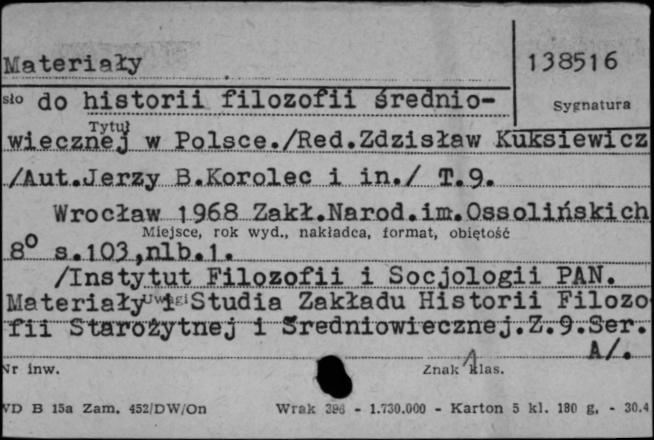 Materiały
138516
sło do historii filozofii średnio-
Sygnatura
Tytuł
wiecznej w Polsce./Red.Zdzisław Kuksiewicz
/Aut.Jerzy B.Korolec i in./ T.9.
Wrocław 1968 Zakł.Narod.im.Ossolińskich
Miejsce, rok wyd., nakładca, format, objętość
8⁰ s.103,nlb.1.
/Instytut Filozofii i Socjologii PAN.
Uwagi
Materiały i Studia Zakładu Historii Filozo
fii Starożytnej i Średniowiecznej.Z.9.Ser.
A/.
Nr inw.
Znak klas.
VD B 15a Zam. 452/DW/On Wrak 396 - 1.730.000 - Karton 5 kl. 180 g. - 30.4